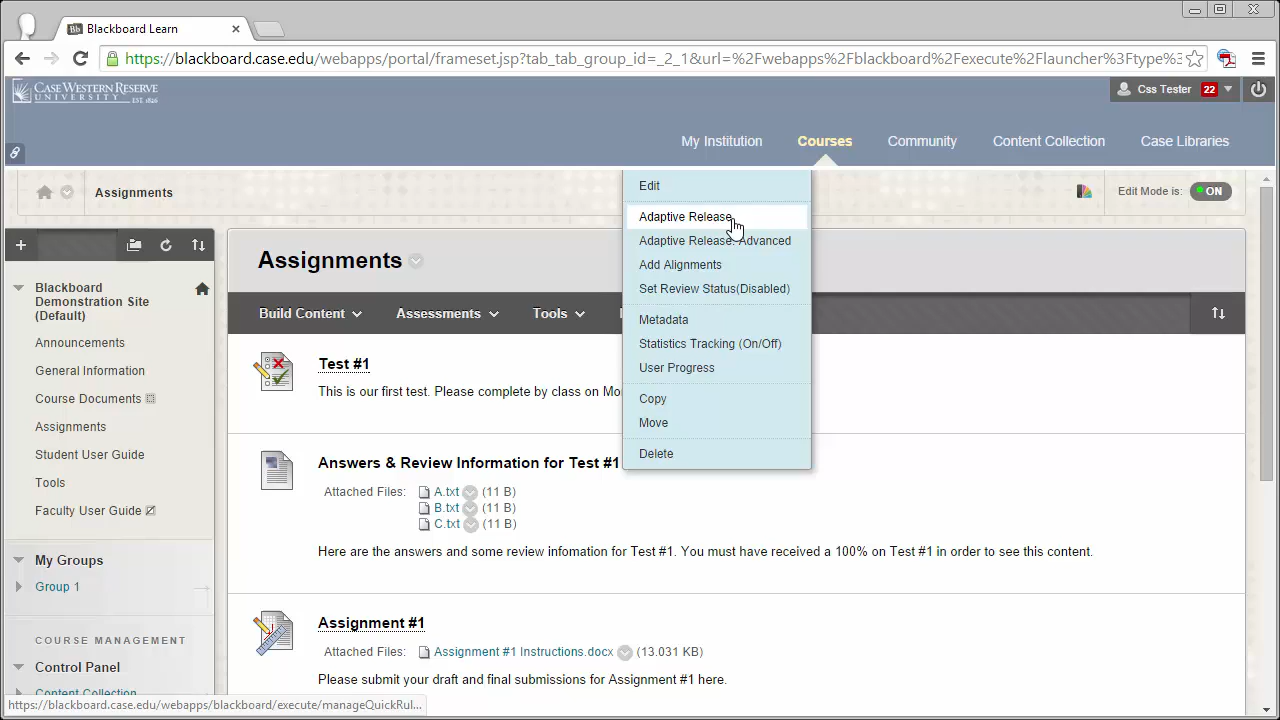 Blackboard Learn
https://blackboard.case.edu/webapps/portal/frameset.jsp?tab_tab_group_id=_2_1&url=%2Fwebapps%2Fblackboard%2Fexecute%2Flauncher%3Ftype%3
CASE WESTERN RESERVE
UNIVERSITY EST. 1826
Css Tester 22
My Institution Courses Community Content Collection Case Libraries
Assignments
Edit Mode is: ON
Edit
Adaptive Release
Adaptive Release: Advanced
Add Alignments
Set Review Status(Disabled)
Metadata
Statistics Tracking (On/Off)
User Progress
Copy
Move
Delete
Blackboard
Demonstration Site
(Default)
Announcements
General Information
Course Documents
Assignments
Student User Guide
Tools
Faculty User Guide
My Groups
Group 1
COURSE MANAGEMENT
Control Panel
Content Collection
Assignments
Build Content Assessments Tools
Test #1
This is our first test. Please complete by class on Mo
Answers & Review Information for Test #1
Attached Files: A.txt (11 B)
B.txt (11 B)
C.txt (11 B)
Here are the answers and some review infomation for Test #1. You must have received a 100% on Test #1 in order to see this content.
Assignment #1
Attached Files: Assignment #1 Instructions.docx (13.031 KB)
Please submit your draft and final submissions for Assignment #1 here.
https://blackboard.case.edu/webapps/blackboard/execute/manageQuickRul...